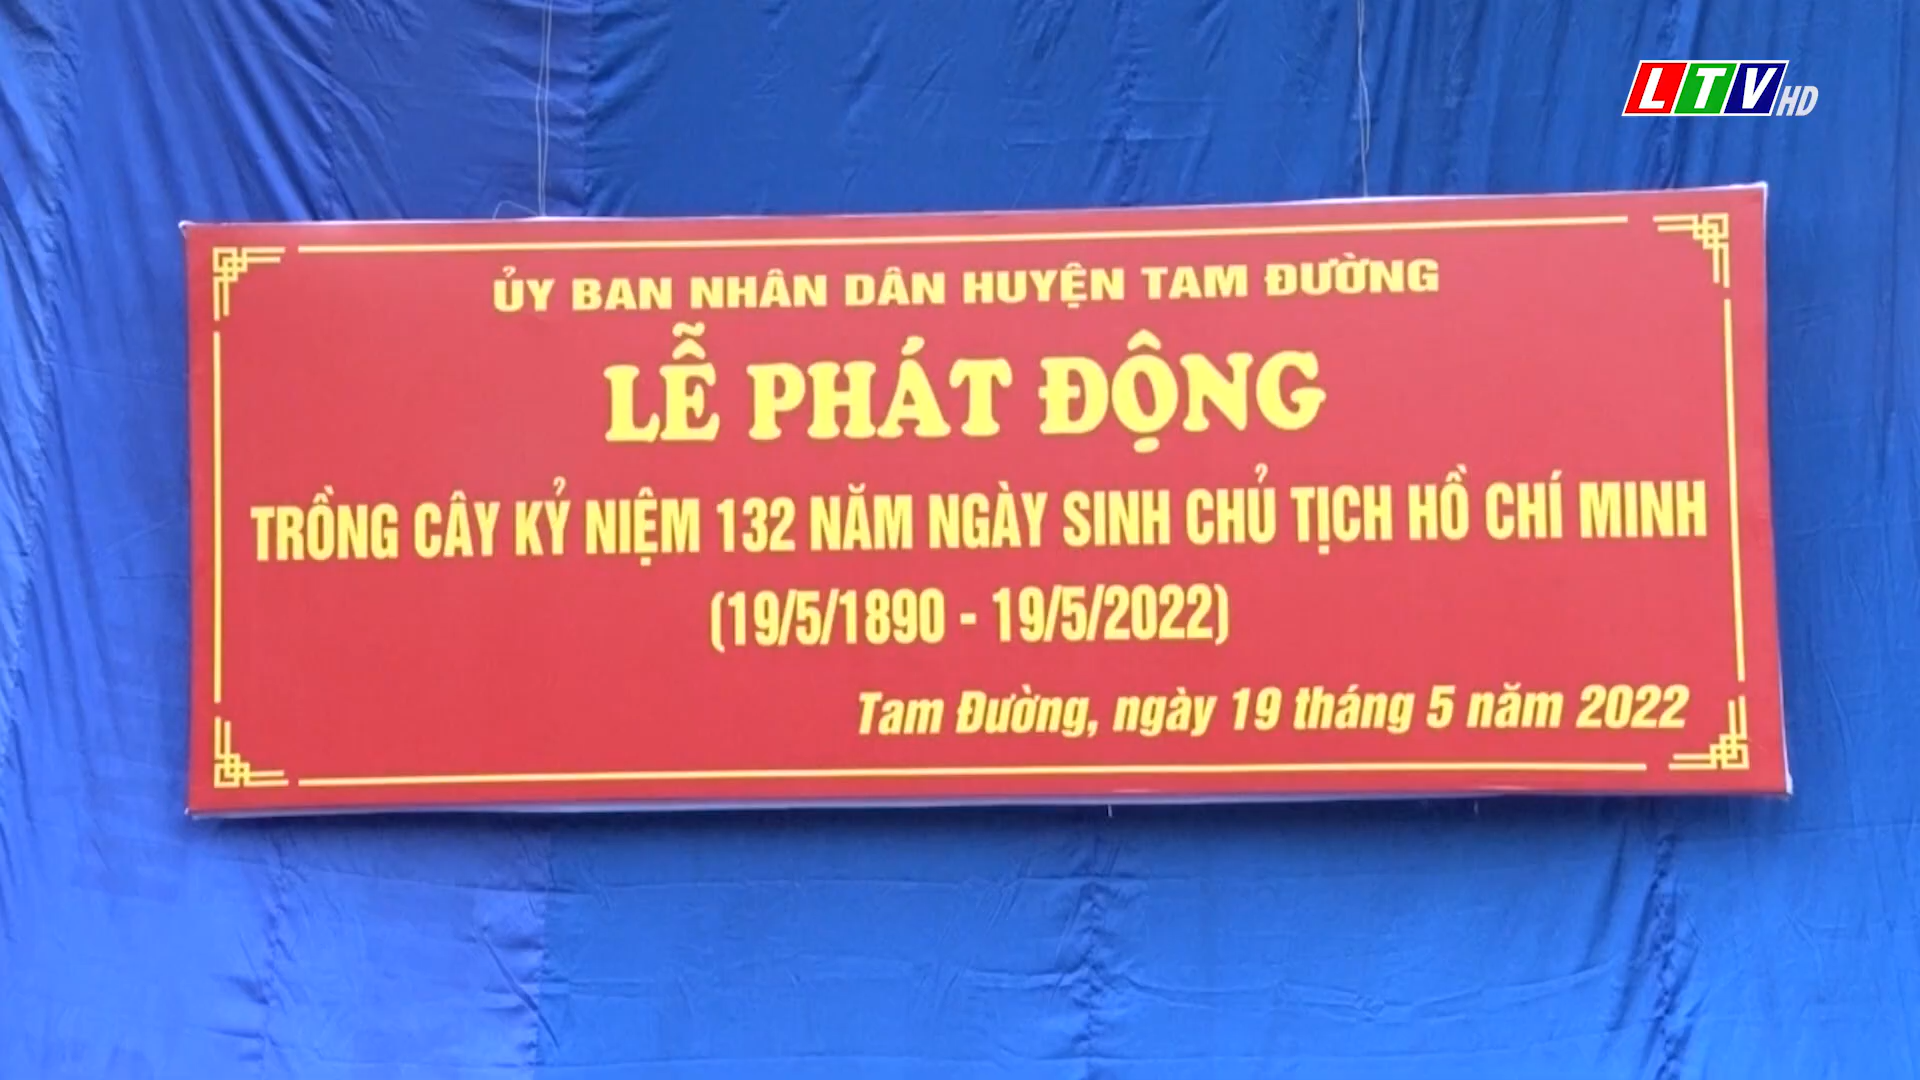 LTV HD
ỦY BAN NHÂN DÂN HUYỆN TAM ĐƯỜNG
LỄ PHÁT ĐỘNG
TRỒNG CÂY KỶ NIỆM 132 NĂM NGÀY SINH CHỦ TỊCH HỒ CHÍ MINH
(19/5/1890 - 19/5/2022)
Tam Đường, ngày 19 tháng 5 năm 2022